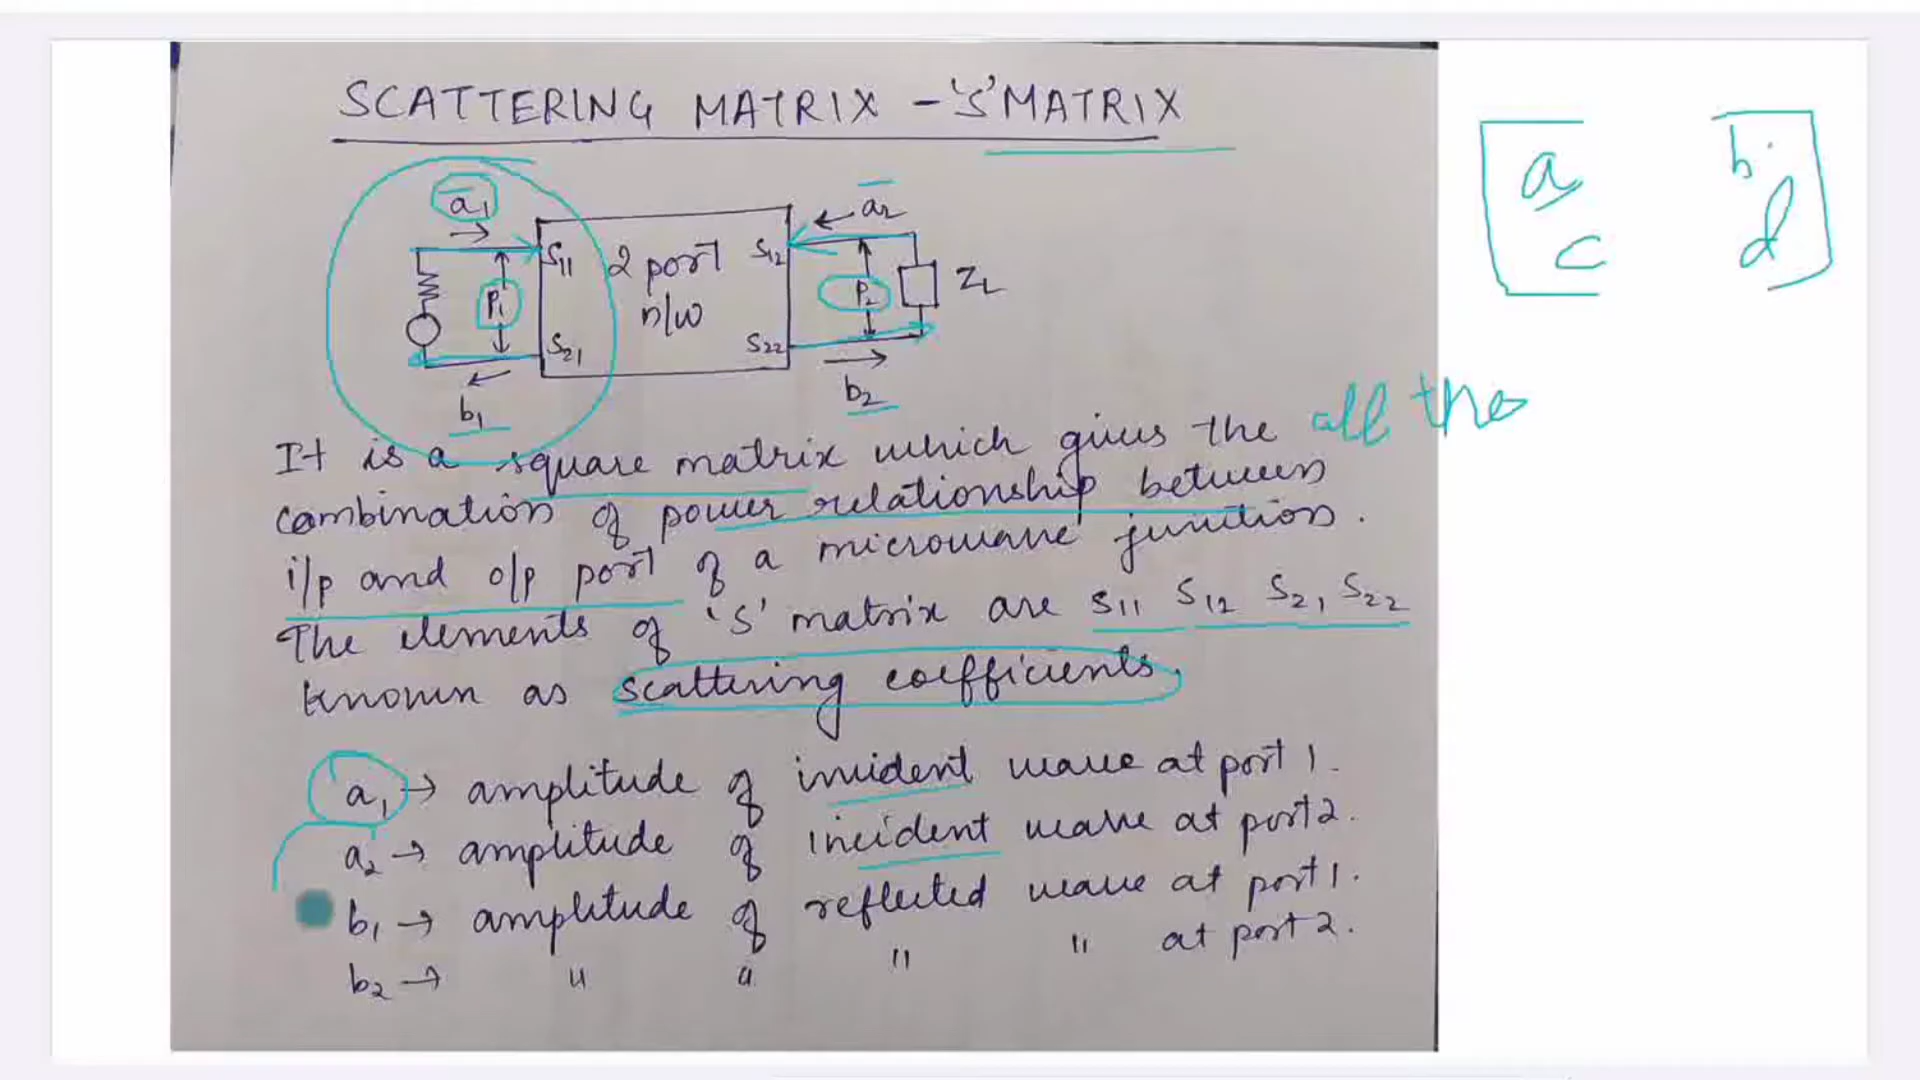 SCATTERING MATRIX - 'S' MATRIX
a b
c d
a1 a2
S11 2 port S12
n/w
P1 P2 ZL
S21 S22
b1 b2
It is a square matrix which gives the all the
combination of power relationship between
i/p and o/p port of a microwave junction.
The elements of 'S' matrix are S11 S12 S21 S22
known as scattering coefficients.
a1 → amplitude of incident wave at port 1.
a2 → amplitude of incident wave at port 2.
b1 → amplitude of reflected wave at port 1.
b2 → " " " " at port 2.